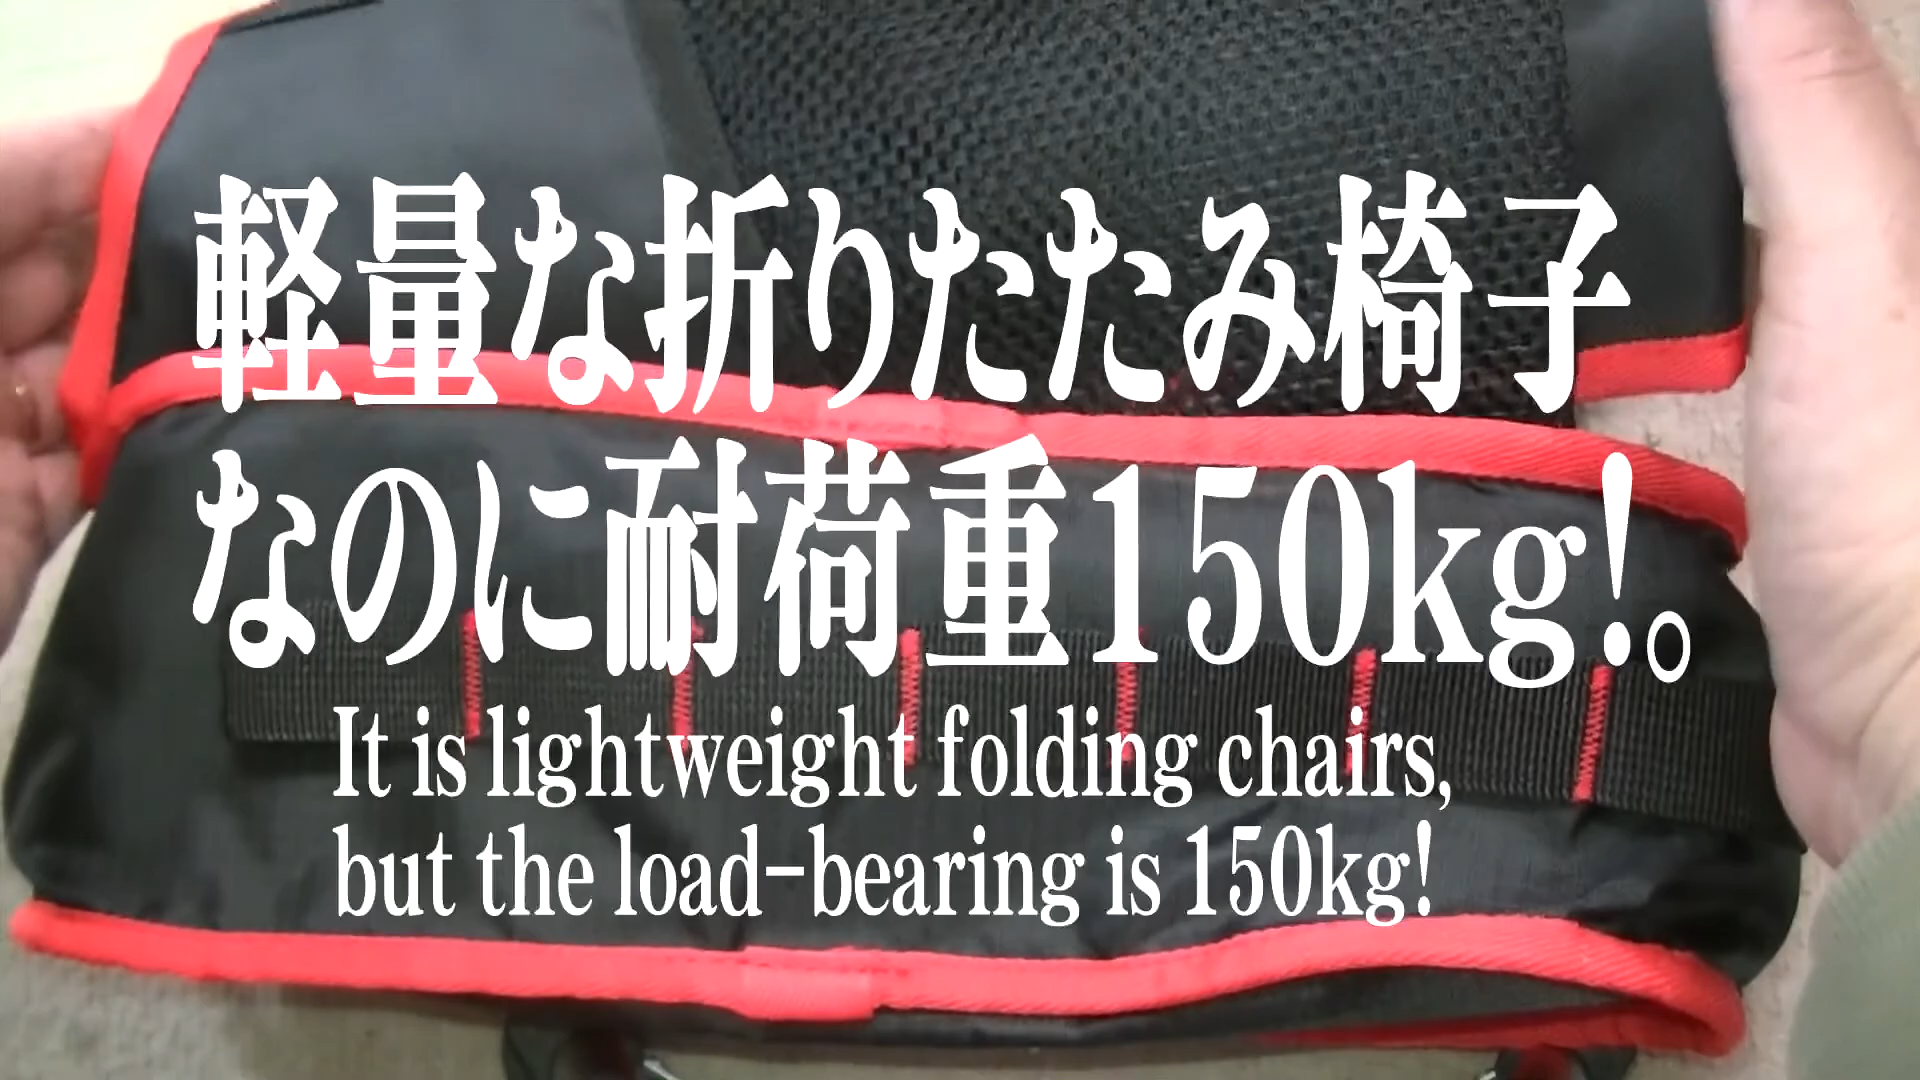 軽量な折りたたみ椅子
なのに耐荷重150kg!。
It is lightweight folding chairs,
but the load-bearing is 150kg!